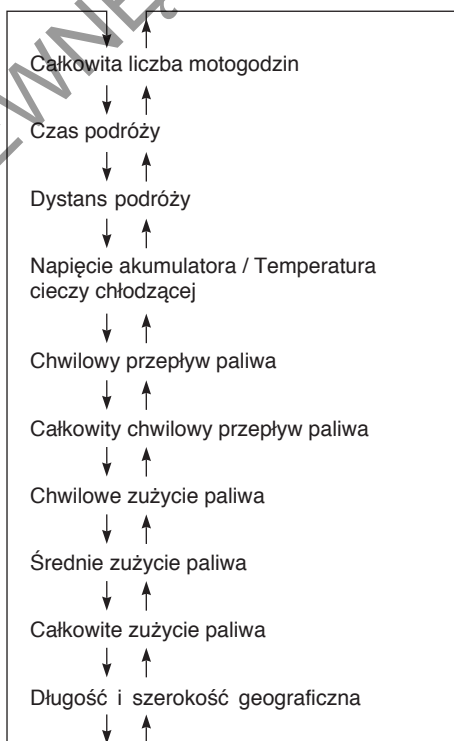 Całkowita liczba motogodzin
Czas podróży
Dystans podróży
Napięcie akumulatora / Temperatura
cieczy chłodzącej
Chwilowy przepływ paliwa
Całkowity chwilowy przepływ paliwa
Chwilowe zużycie paliwa
Średnie zużycie paliwa
Całkowite zużycie paliwa
Długość i szerokość geograficzna